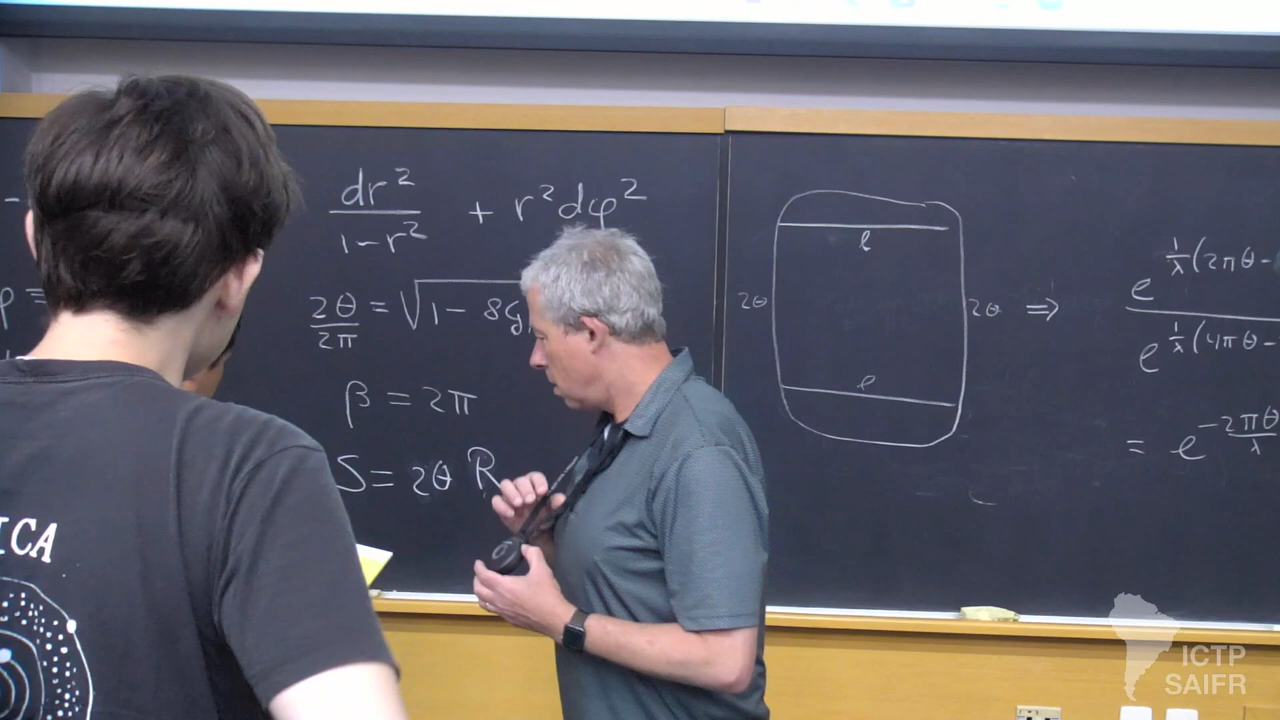 dr² / 1-r² + r²dφ²
2θ/2π = √1-8G
β = 2π
S = 2θ R
l
2θ
2θ ⇒
l
e^{1/λ(2πθ-
e^{1/λ(4πθ-
= e^{-2πθ/λ
ICA
ICTP
SAIFR